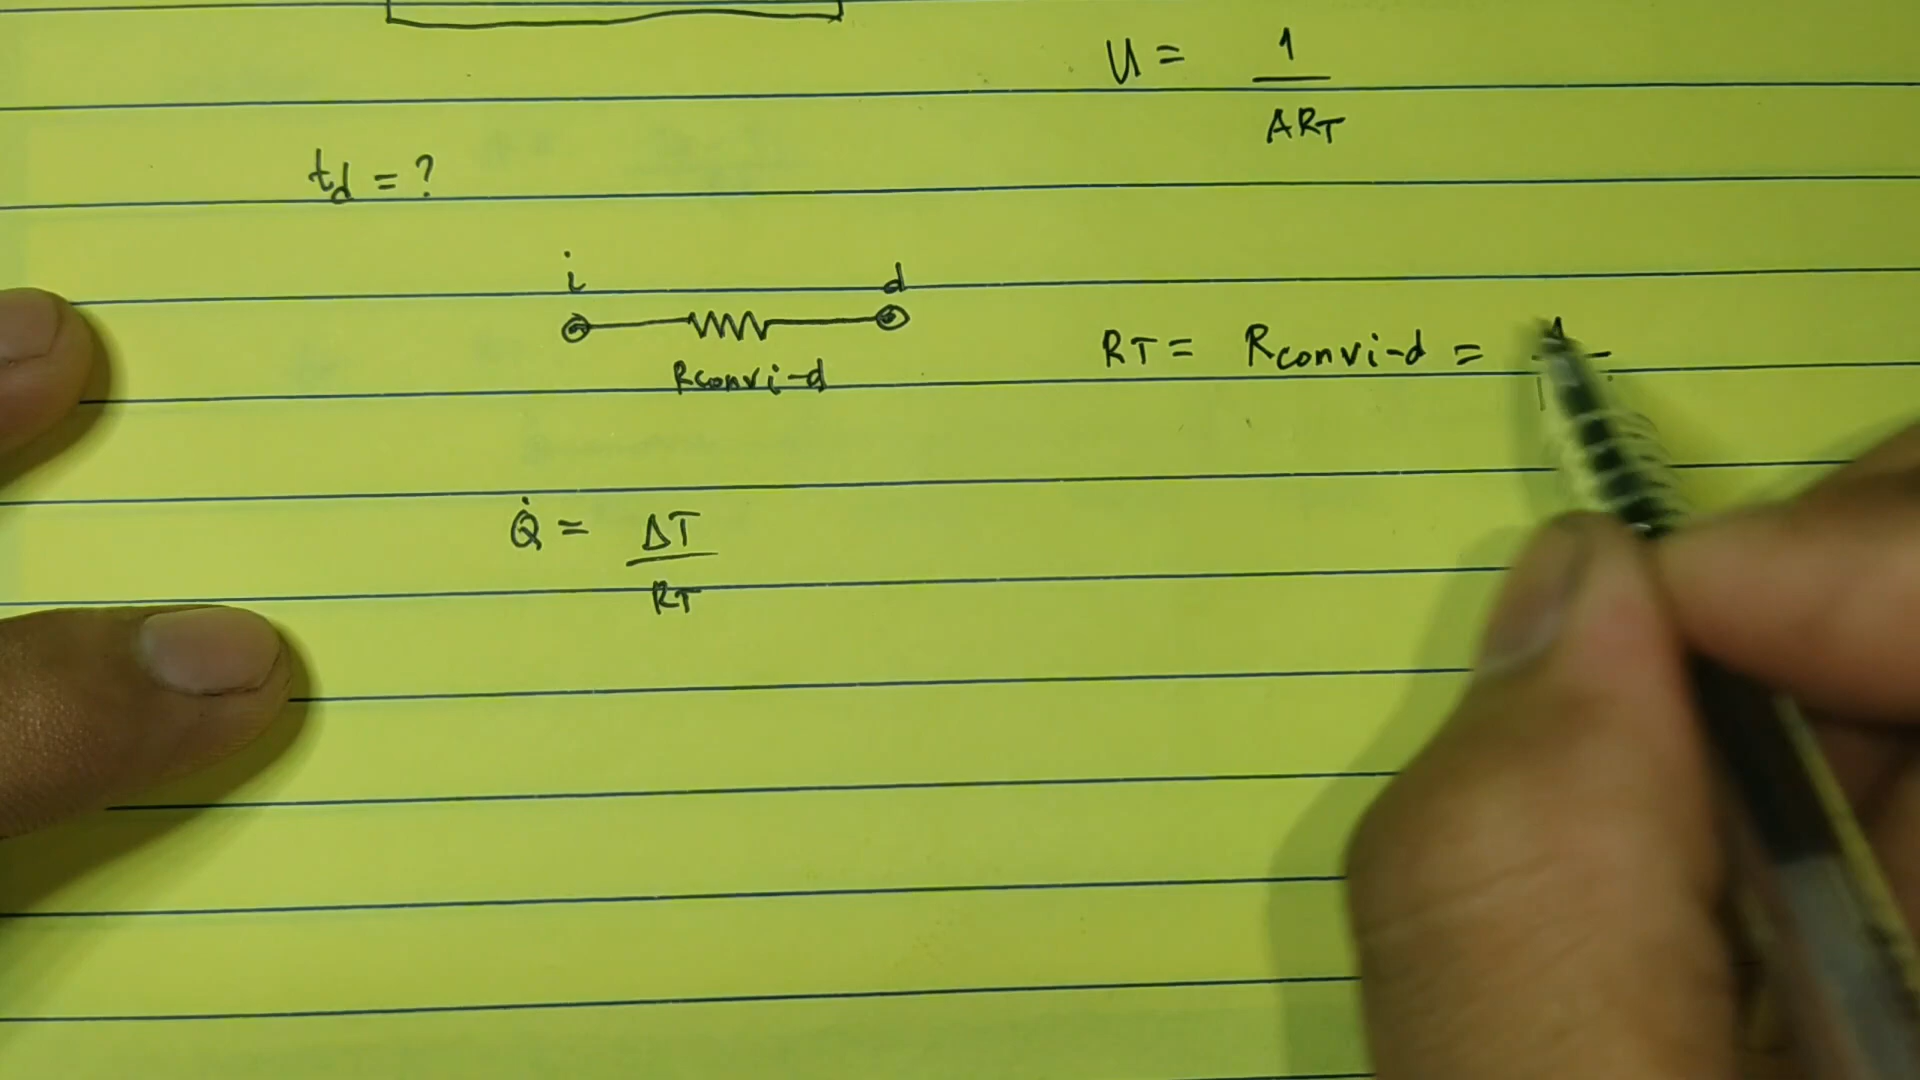 U = 1 / ART
td = ?
i d
Rconvi-d
RT = Rconvi-d =
Q̇ = ΔT / RT